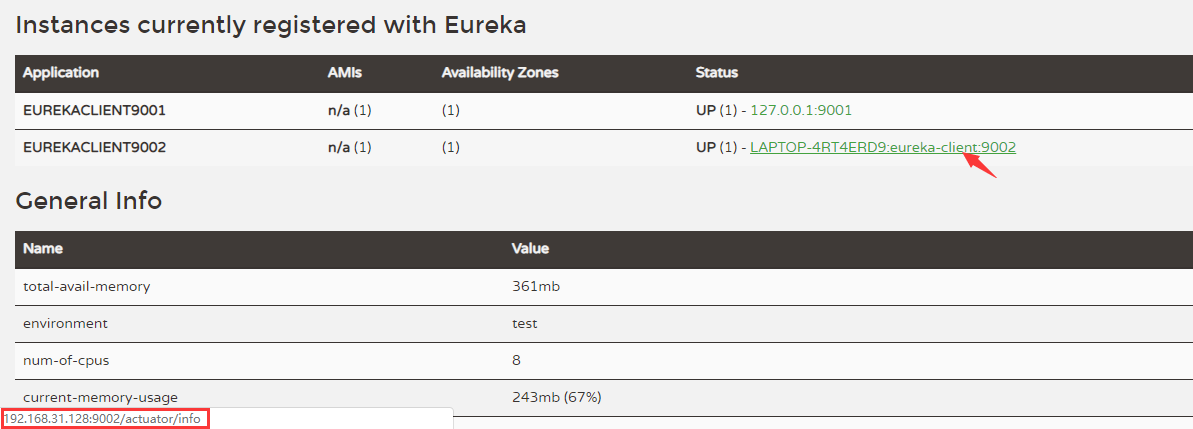 Instances currently registered with Eureka
Application AMIs Availability Zones Status
EUREKACLIENT9001 n/a (1) (1) UP (1) - 127.0.0.1:9001
EUREKACLIENT9002 n/a (1) (1) UP (1) - LAPTOP-4RT4ERD9:eureka-client:9002
General Info
Name Value
total-avail-memory 361mb
environment test
num-of-cpus 8
current-memory-usage 243mb (67%)
192.168.31.128:9002/actuator/info